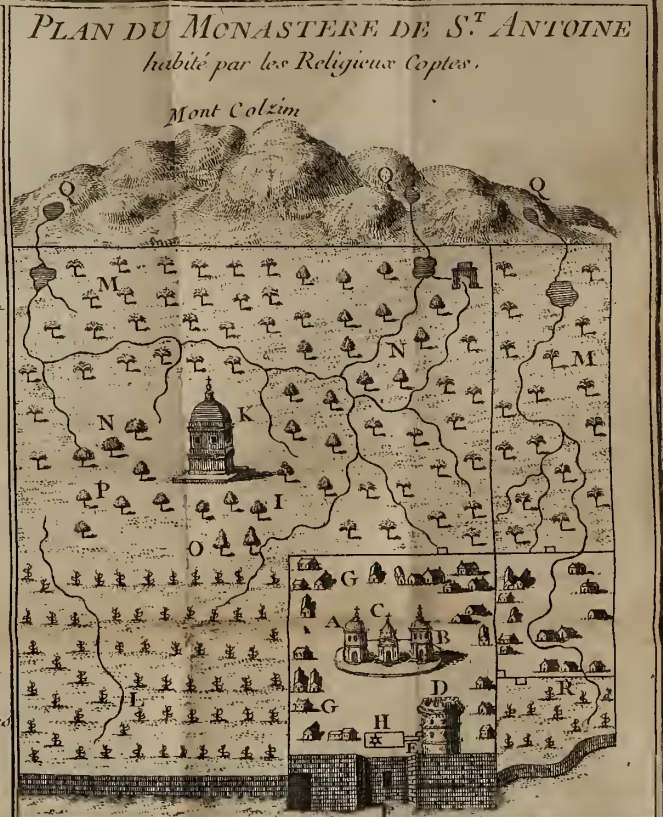 PLAN DU MONASTERE DE S.T ANTOINE
habité par les Religieux Coptes.
Mont Colzim
Q Q Q
M
N M
K
N
P I
O
G
C
A B
D R
L G
H
E